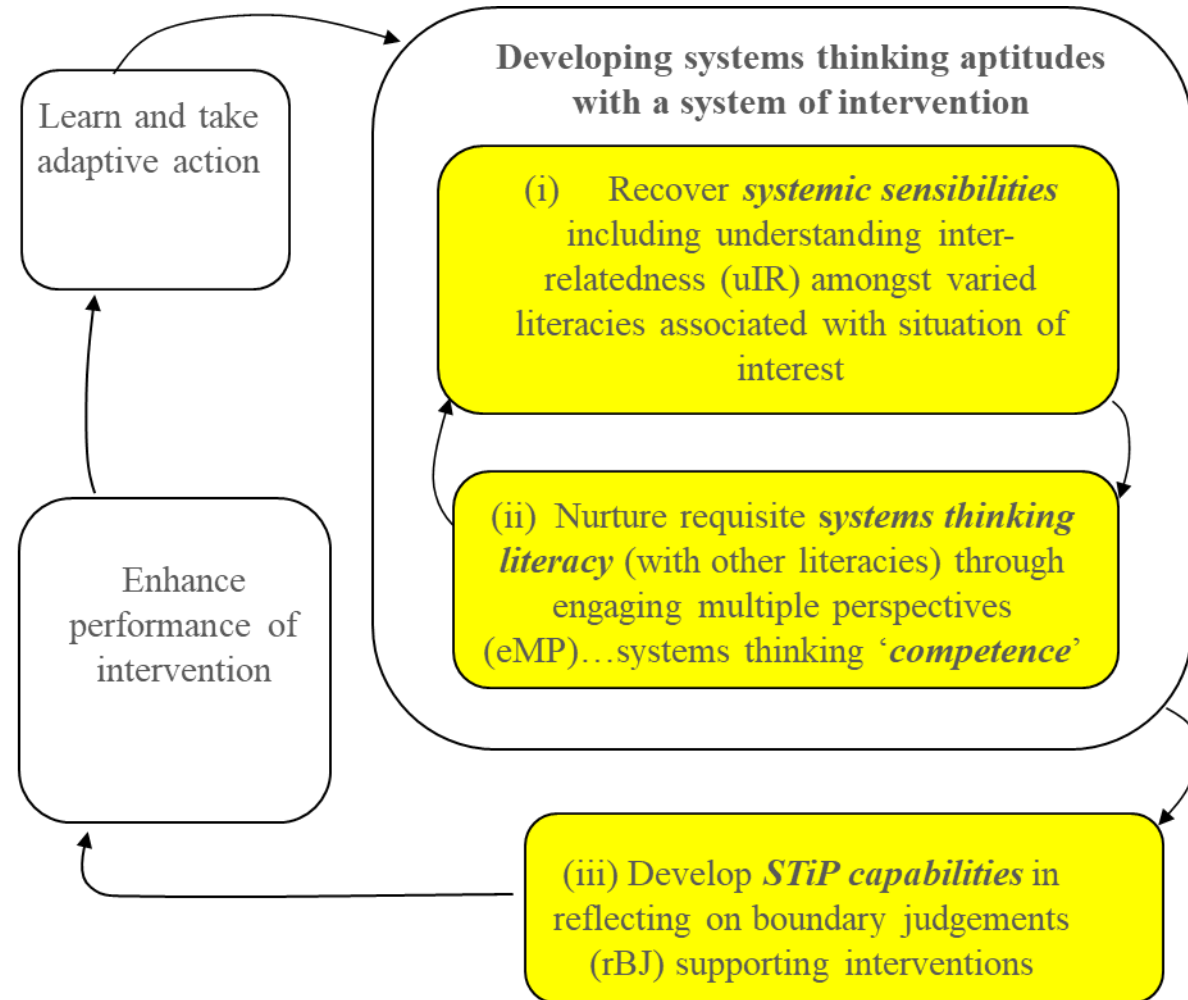 Developing systems thinking aptitudes
with a system of intervention
(i) Recover systemic sensibilities
including understanding inter-
relatedness (uIR) amongst varied
literacies associated with situation of
interest
(ii) Nurture requisite systems thinking
literacy (with other literacies) through
engaging multiple perspectives
(eMP)…systems thinking ‘competence’
(iii) Develop STiP capabilities in
reflecting on boundary judgements
(rBJ) supporting interventions
Enhance
performance of
intervention
Learn and take
adaptive action